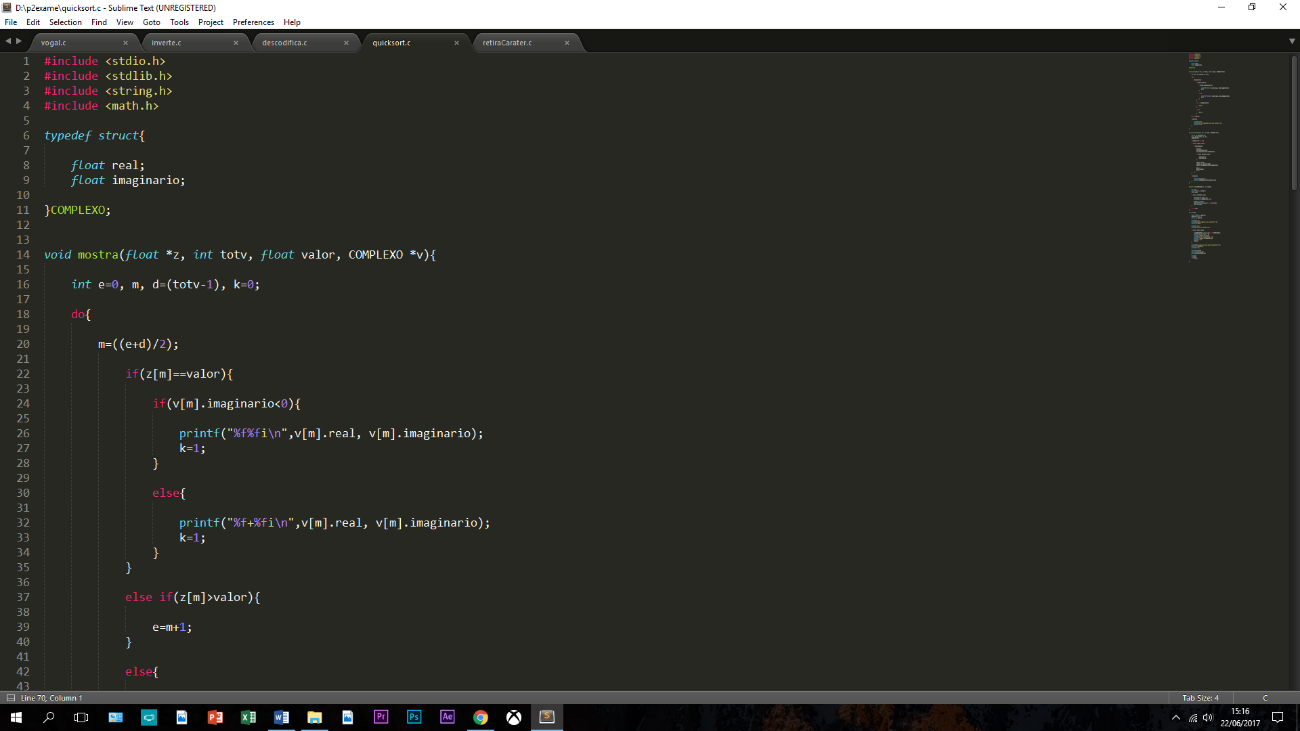 D:\p2exame\quicksort.c - Sublime Text (UNREGISTERED)
File Edit Selection Find View Goto Tools Project Preferences Help
vogal.c × inverte.c × descodifica.c × quicksort.c × retiraCarater.c ×
1 #include <stdio.h>
2 #include <stdlib.h>
3 #include <string.h>
4 #include <math.h>
5
6 typedef struct{
7
8 float real;
9 float imaginario;
10
11 }COMPLEXO;
12
13
14 void mostra(float *z, int totv, float valor, COMPLEXO *v){
15
16 int e=0, m, d=(totv-1), k=0;
17
18 do{
19
20 m=((e+d)/2);
21
22 if(z[m]==valor){
23
24 if(v[m].imaginario<0){
25
26 printf("%f%fi\n",v[m].real, v[m].imaginario);
27 k=1;
28 }
29
30 else{
31
32 printf("%f+%fi\n",v[m].real, v[m].imaginario);
33 k=1;
34 }
35 }
36
37 else if(z[m]>valor){
38
39 e=m+1;
40 }
41
42 else{
43
Line 70, Column 1 Tab Size: 4 C
15:16
22/06/2017